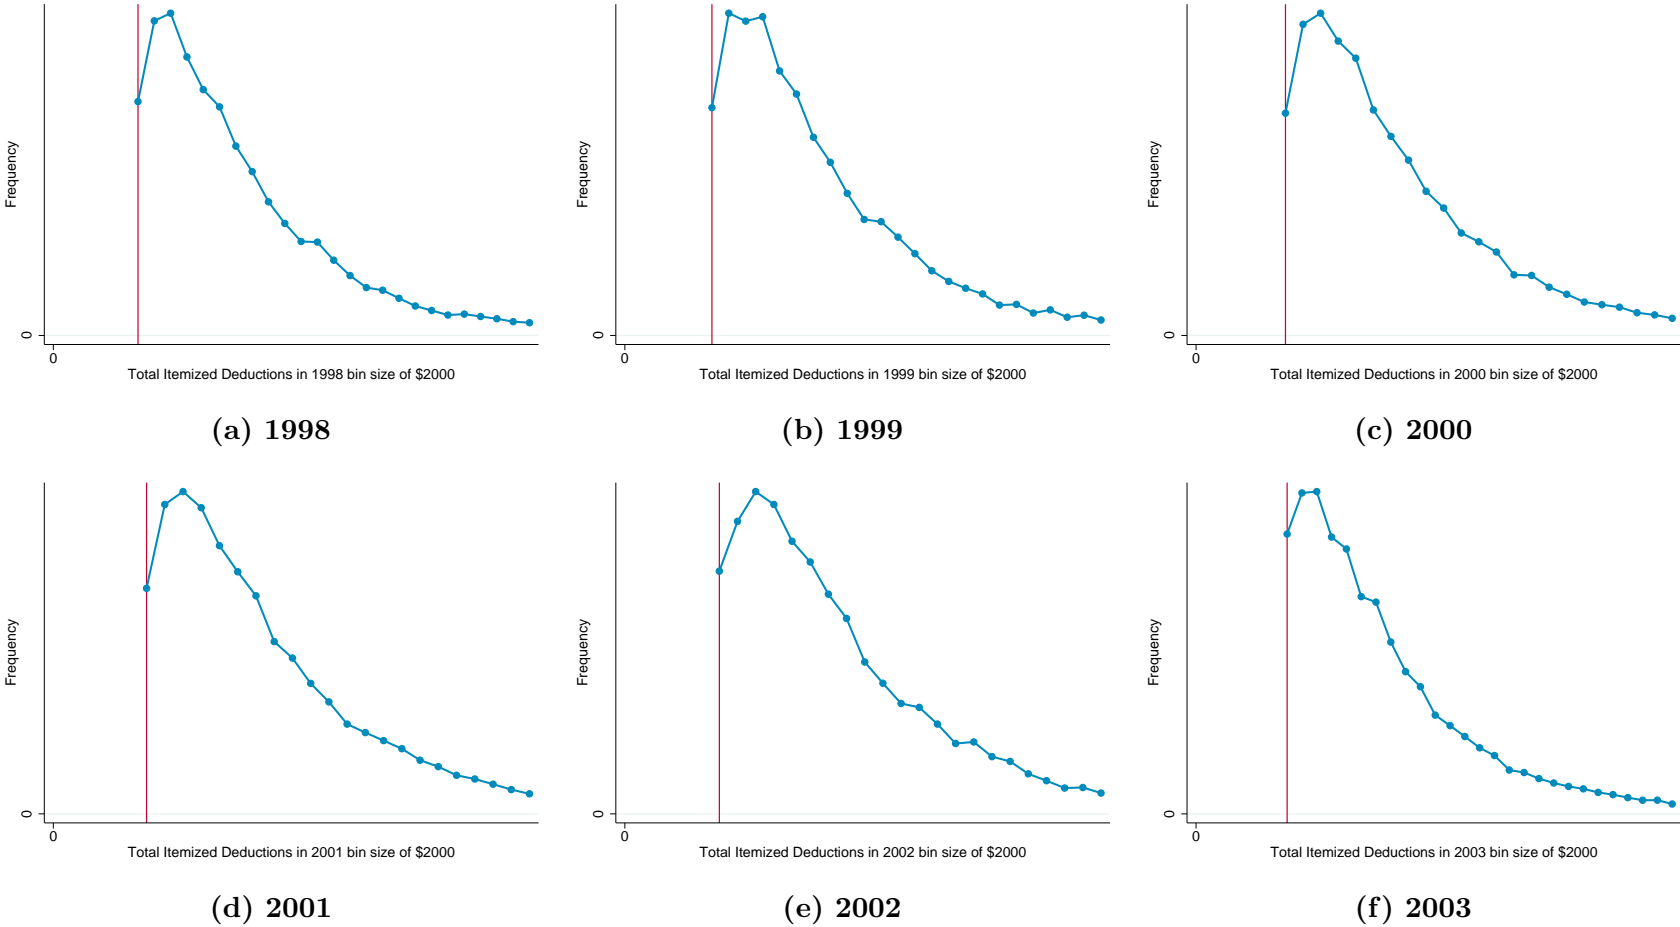 Frequency
0
0
Total Itemized Deductions in 1998 bin size of $2000
(a) 1998
Frequency
0
0
Total Itemized Deductions in 1999 bin size of $2000
(b) 1999
Frequency
0
0
Total Itemized Deductions in 2000 bin size of $2000
(c) 2000
Frequency
0
0
Total Itemized Deductions in 2001 bin size of $2000
(d) 2001
Frequency
0
0
Total Itemized Deductions in 2002 bin size of $2000
(e) 2002
Frequency
0
0
Total Itemized Deductions in 2003 bin size of $2000
(f) 2003